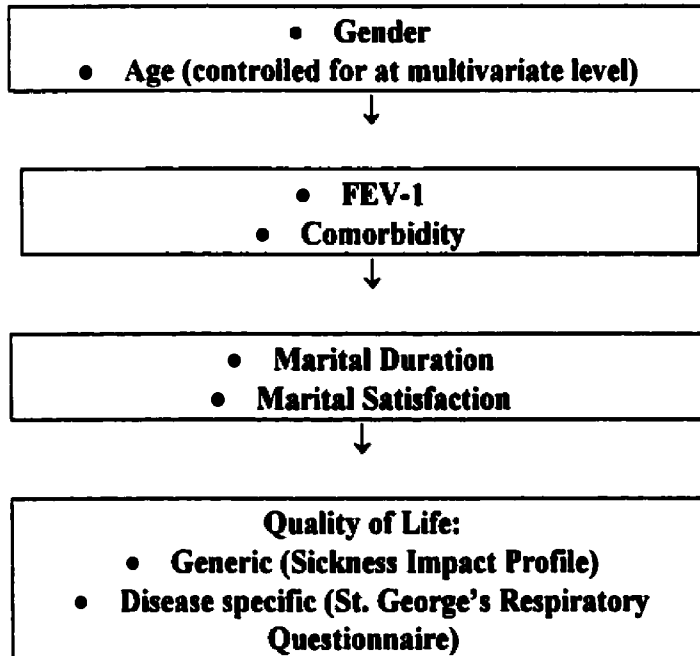 • Gender
• Age (controlled for at multivariate level)
• FEV-1
• Comorbidity
• Marital Duration
• Marital Satisfaction
Quality of Life:
• Generic (Sickness Impact Profile)
• Disease specific (St. George's Respiratory
Questionnaire)